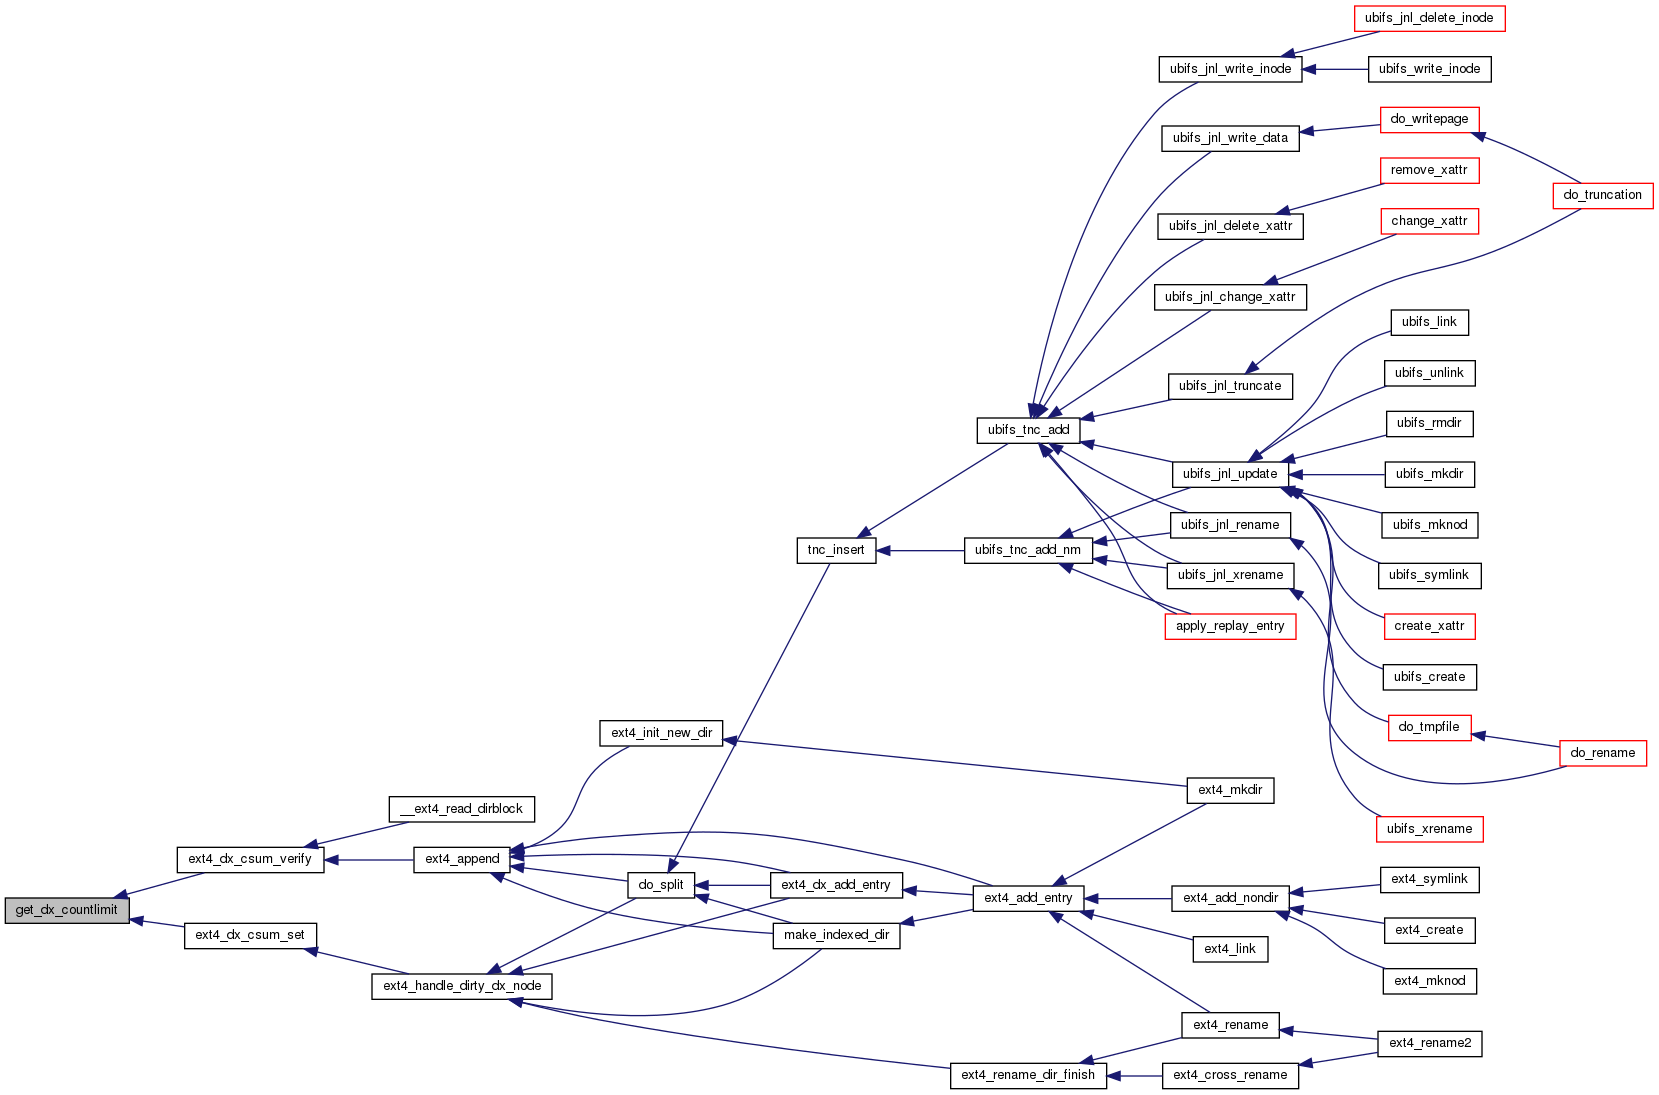 ubifs_jnl_delete_inode
ubifs_jnl_write_inode
ubifs_write_inode
do_writepage
ubifs_jnl_write_data
remove_xattr
do_truncation
change_xattr
ubifs_jnl_delete_xattr
ubifs_jnl_change_xattr
ubifs_link
ubifs_unlink
ubifs_jnl_truncate
ubifs_rmdir
ubifs_tnc_add
ubifs_jnl_update
ubifs_mkdir
ubifs_jnl_rename
ubifs_mknod
tnc_insert
ubifs_tnc_add_nm
ubifs_jnl_xrename
ubifs_symlink
apply_replay_entry
create_xattr
ubifs_create
do_tmpfile
ext4_init_new_dir
do_rename
ext4_mkdir
__ext4_read_dirblock
ubifs_xrename
ext4_dx_csum_verify
ext4_append
ext4_symlink
do_split
ext4_dx_add_entry
ext4_add_entry
ext4_add_nondir
get_dx_countlimit
ext4_create
ext4_dx_csum_set
make_indexed_dir
ext4_link
ext4_mknod
ext4_handle_dirty_dx_node
ext4_rename
ext4_rename2
ext4_rename_dir_finish
ext4_cross_rename